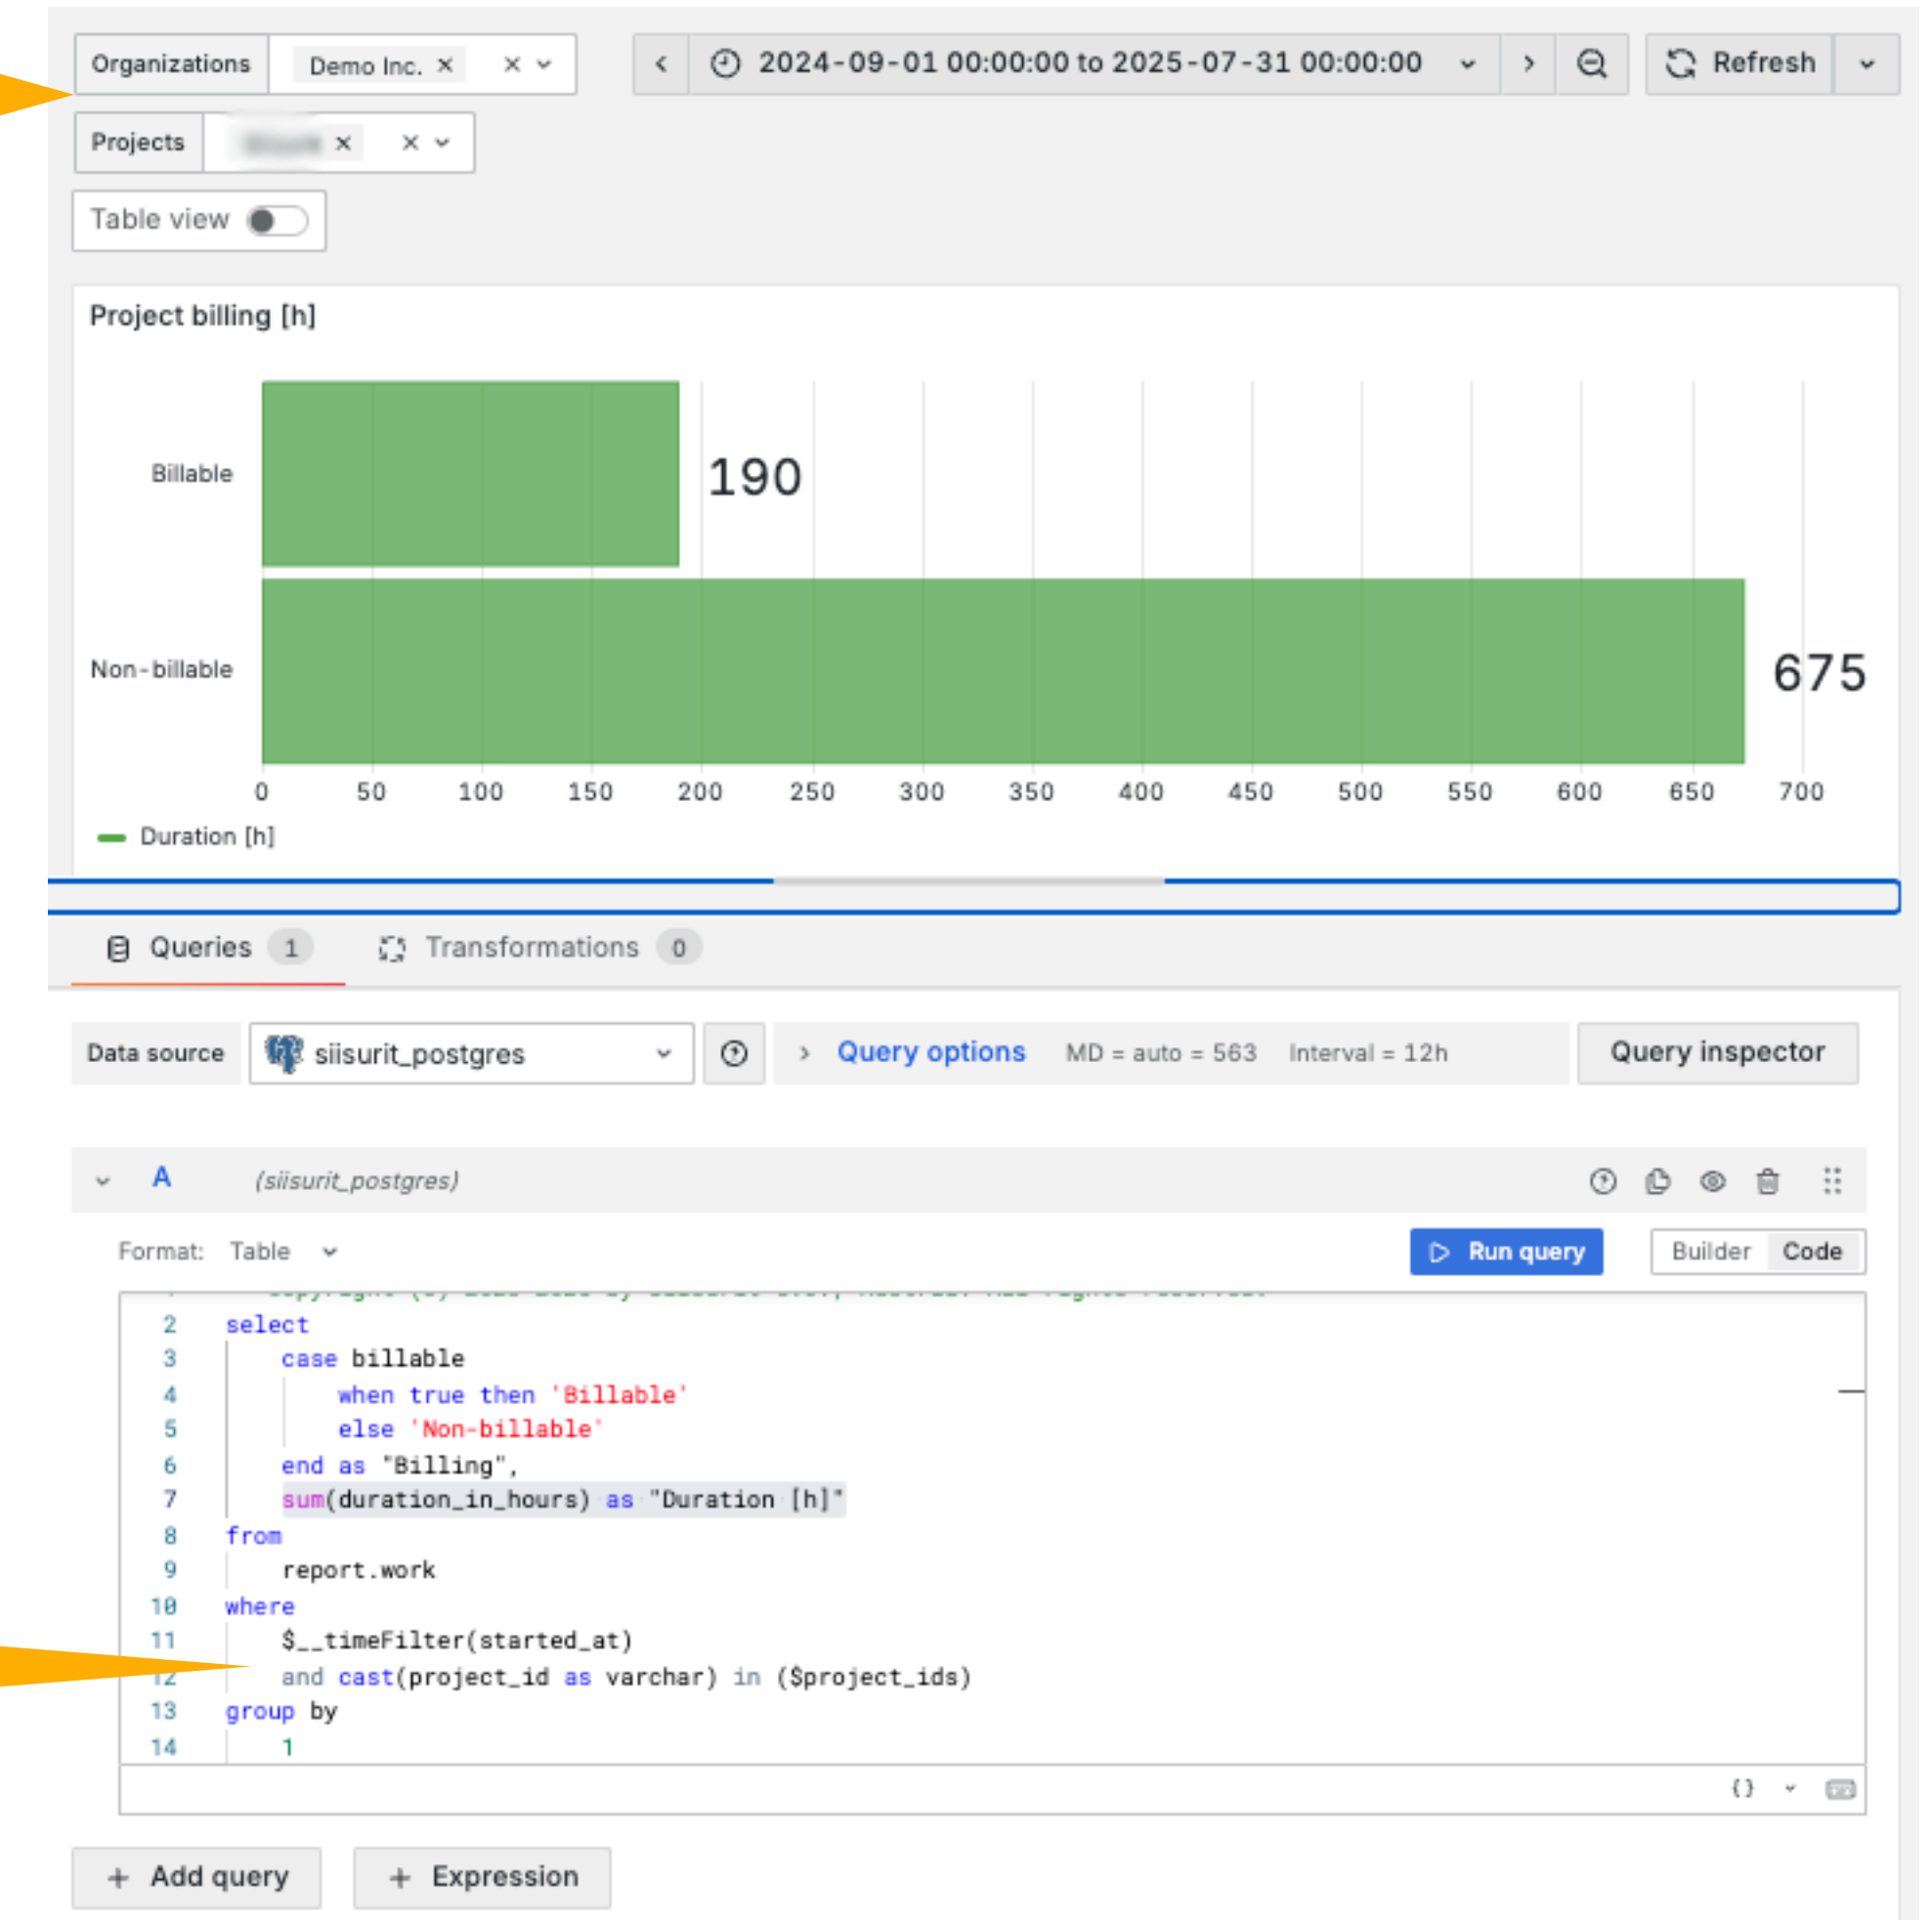 Organizations Demo Inc. 2024-09-01 00:00:00 to 2025-07-31 00:00:00 Refresh
Projects
Table view
Project billing [h]
Billable 190
Non-billable 675
0 50 100 150 200 250 300 350 400 450 500 550 600 650 700
Duration [h]
Queries 1 Transformations 0
Data source siisurit_postgres Query options MD = auto = 563 Interval = 12h Query inspector
A (siisurit_postgres)
Format: Table Run query Builder Code
2 select
3 case billable
4 when true then 'Billable'
5 else 'Non-billable'
6 end as "Billing",
7 sum(duration_in_hours) as "Duration [h]"
8 from
9 report.work
10 where
11 $__timeFilter(started_at)
12 and cast(project_id as varchar) in ($project_ids)
13 group by
14 1
{}
+ Add query + Expression